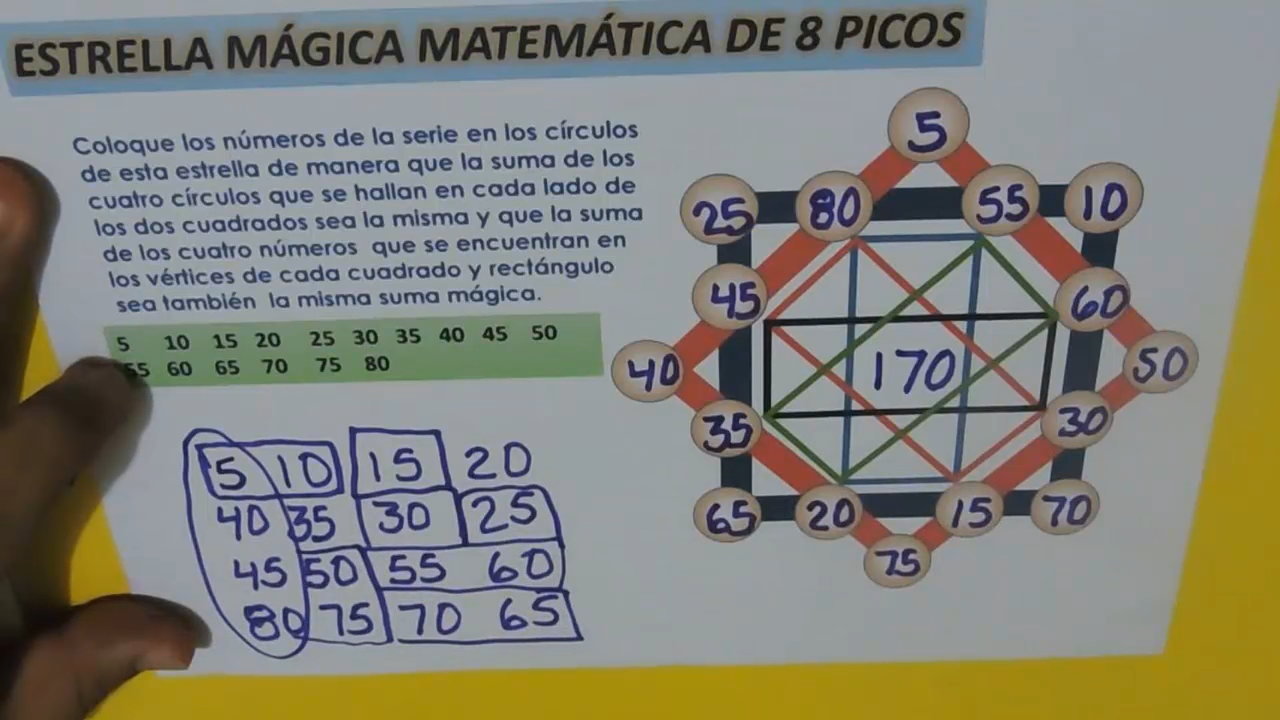 ESTRELLA MÁGICA MATEMÁTICA DE 8 PICOS
Coloque los números de la serie en los círculos
de esta estrella de manera que la suma de los
cuatro círculos que se hallan en cada lado de
los dos cuadrados sea la misma y que la suma
de los cuatro números que se encuentran en
los vértices de cada cuadrado y rectángulo
sea también la misma suma mágica.
5 10 15 20 25 30 35 40 45 50
55 60 65 70 75 80
5 10 15 20
40 35 30 25
45 50 55 60
80 75 70 65
5
25 80 55 10
45 60
40 170 50
35 30
65 20 15 70
75